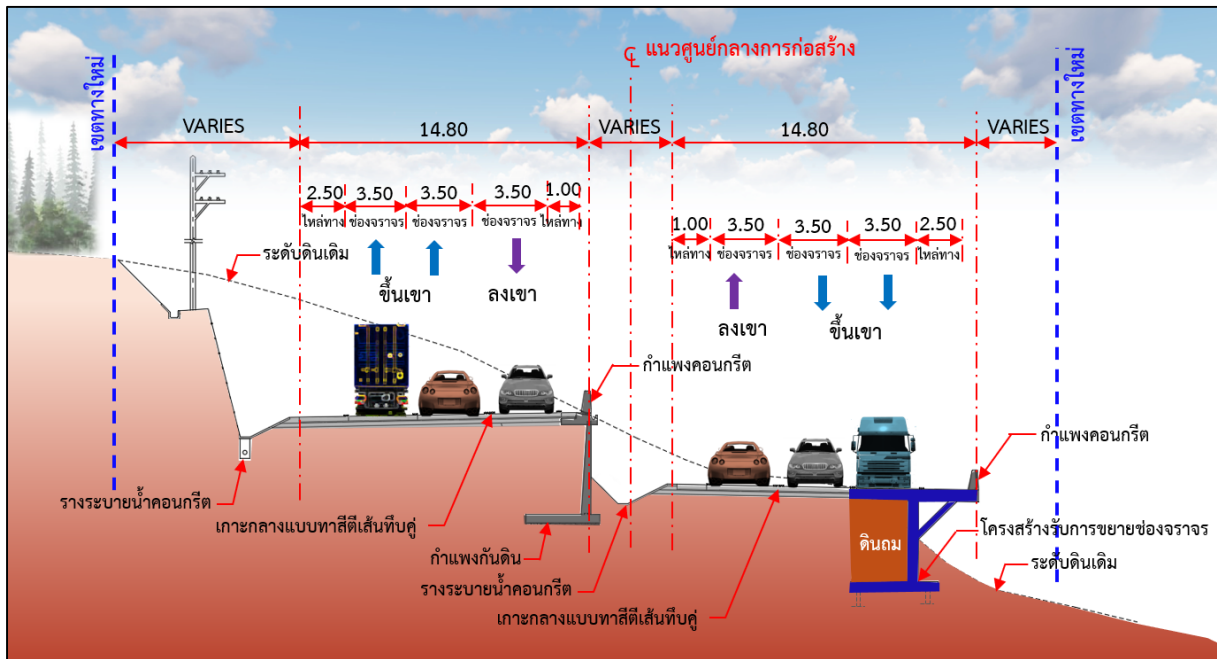 ℄ แนวศูนย์กลางการก่อสร้าง
เขตทางใหม่
เขตทางใหม่
VARIES
14.80
VARIES
14.80
VARIES
2.50
3.50
3.50
3.50
1.00
ไหล่ทาง
ช่องจราจร
ช่องจราจร
ช่องจราจร
ไหล่ทาง
1.00
3.50
3.50
3.50
2.50
ไหล่ทาง
ช่องจราจร
ช่องจราจร
ช่องจราจร
ไหล่ทาง
ระดับดินเดิม
ขึ้นเขา
ลงเขา
ลงเขา
ขึ้นเขา
กำแพงคอนกรีต
กำแพงคอนกรีต
รางระบายน้ำคอนกรีต
เกาะกลางแบบทาสีตีเส้นทึบคู่
กำแพงกันดิน
รางระบายน้ำคอนกรีต
เกาะกลางแบบทาสีตีเส้นทึบคู่
ดินถม
โครงสร้างรับการขยายช่องจราจร
ระดับดินเดิม